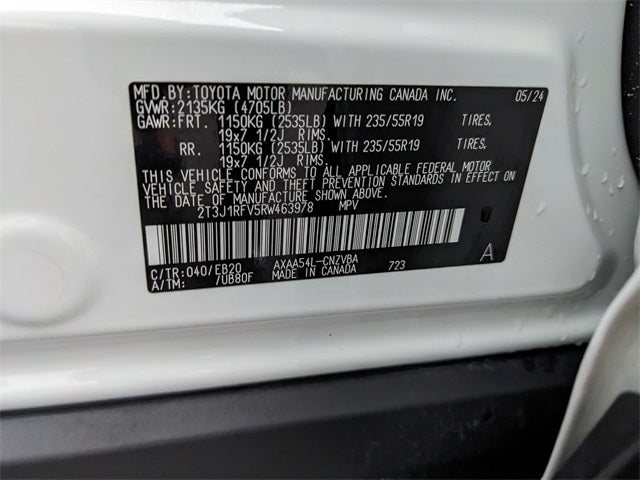 MFD.BY:TOYOTA MOTOR MANUFACTURING CANADA INC. 05/24
GVWR:2135KG (4705LB)
GAWR:FRT. 1150KG (2535LB) WITH 235/55R19 TIRES,
19x7 1/2J RIMS.
RR. 1150KG (2535LB) WITH 235/55R19 TIRES,
19x7 1/2J RIMS.
THIS VEHICLE CONFORMS TO ALL APPLICABLE FEDERAL MOTOR
VEHICLE SAFETY AND THEFT PREVENTION STANDARDS IN EFFECT ON
THE DATE OF MANUFACTURE SHOWN ABOVE.
2T3J1RFV5RW463978 MPV
C/TR:040/EB20 AXAA54L-CNZVBA 723 A
A/TM: /UB80F MADE IN CANADA